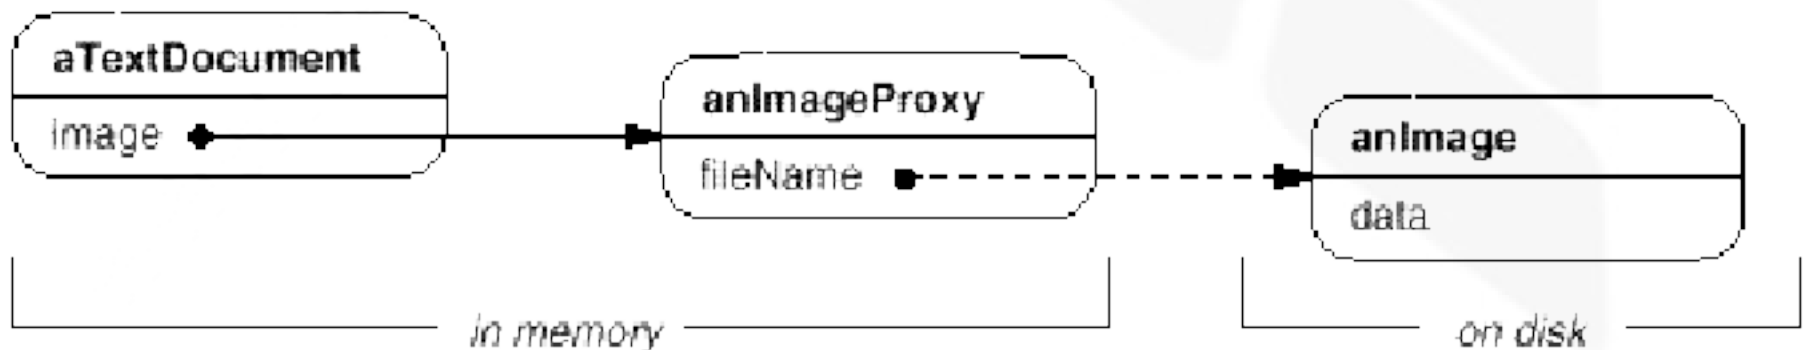 aTextDocument
image
anImageProxy
fileName
anImage
data
in memory
on disk